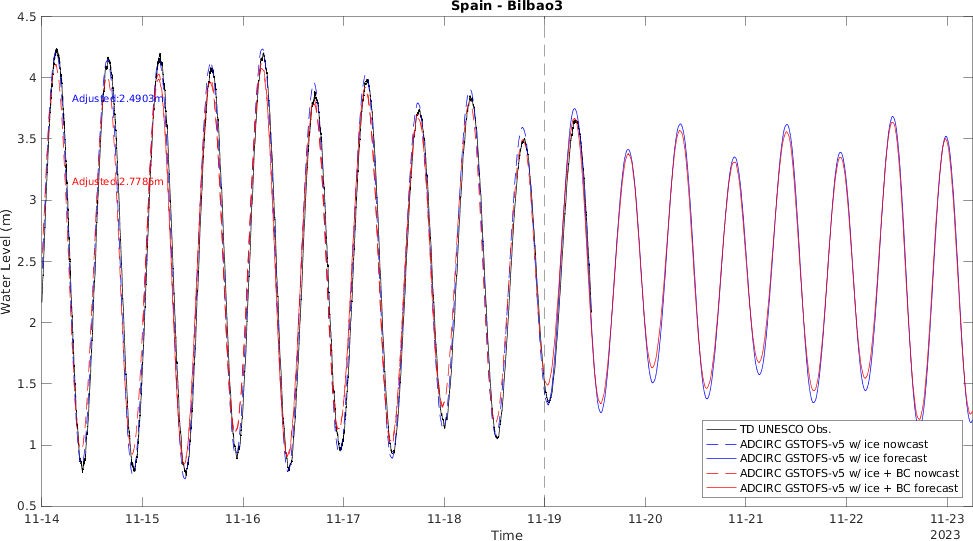 Spain - Bilbao3
4.5
4
3.5
3
2.5
2
1.5
1
0.5
Water Level (m)
Adjusted:2.4903m
Adjusted:2.7785m
TD UNESCO Obs.
ADCIRC GSTOFS-v5 w/ ice nowcast
ADCIRC GSTOFS-v5 w/ ice forecast
ADCIRC GSTOFS-v5 w/ ice + BC nowcast
ADCIRC GSTOFS-v5 w/ ice + BC forecast
11-14 11-15 11-16 11-17 11-18 11-19 11-20 11-21 11-22 11-23
2023
Time